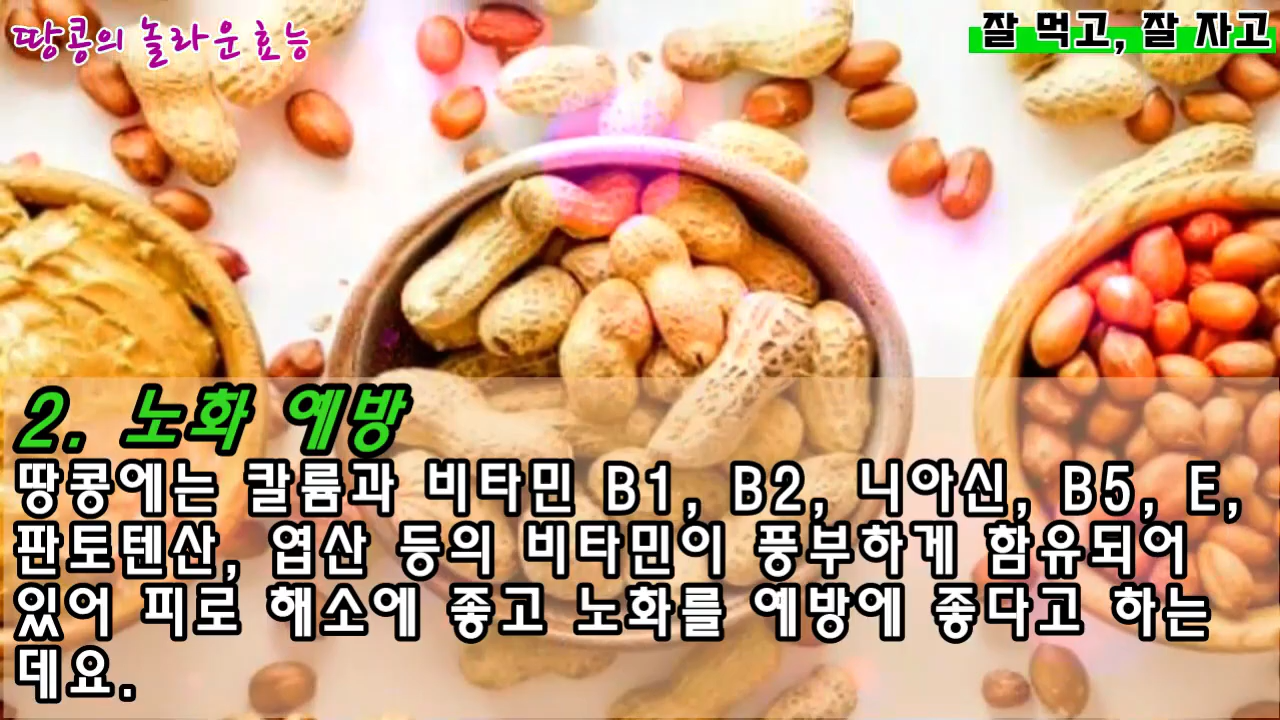 땅콩의 놀라운효능
잘 먹고, 잘 자고
2. 노화 예방
땅콩에는 칼륨과 비타민 B1, B2, 니아신, B5, E,
판토텐산, 엽산 등의 비타민이 풍부하게 함유되어
있어 피로 해소에 좋고 노화를 예방에 좋다고 하는
데요.